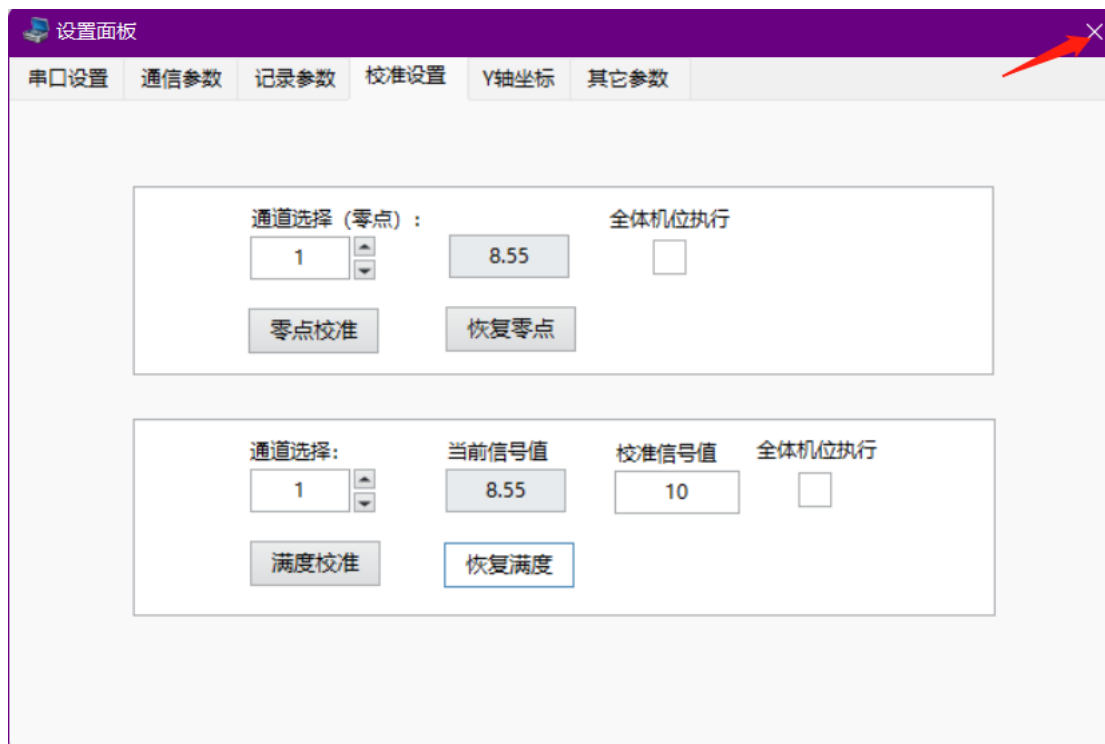 设置面板
串口设置 通信参数 记录参数 校准设置 Y轴坐标 其它参数
通道选择（零点）： 全体机位执行
1 8.55
零点校准 恢复零点
通道选择: 当前信号值 校准信号值 全体机位执行
1 8.55 10
满度校准 恢复满度